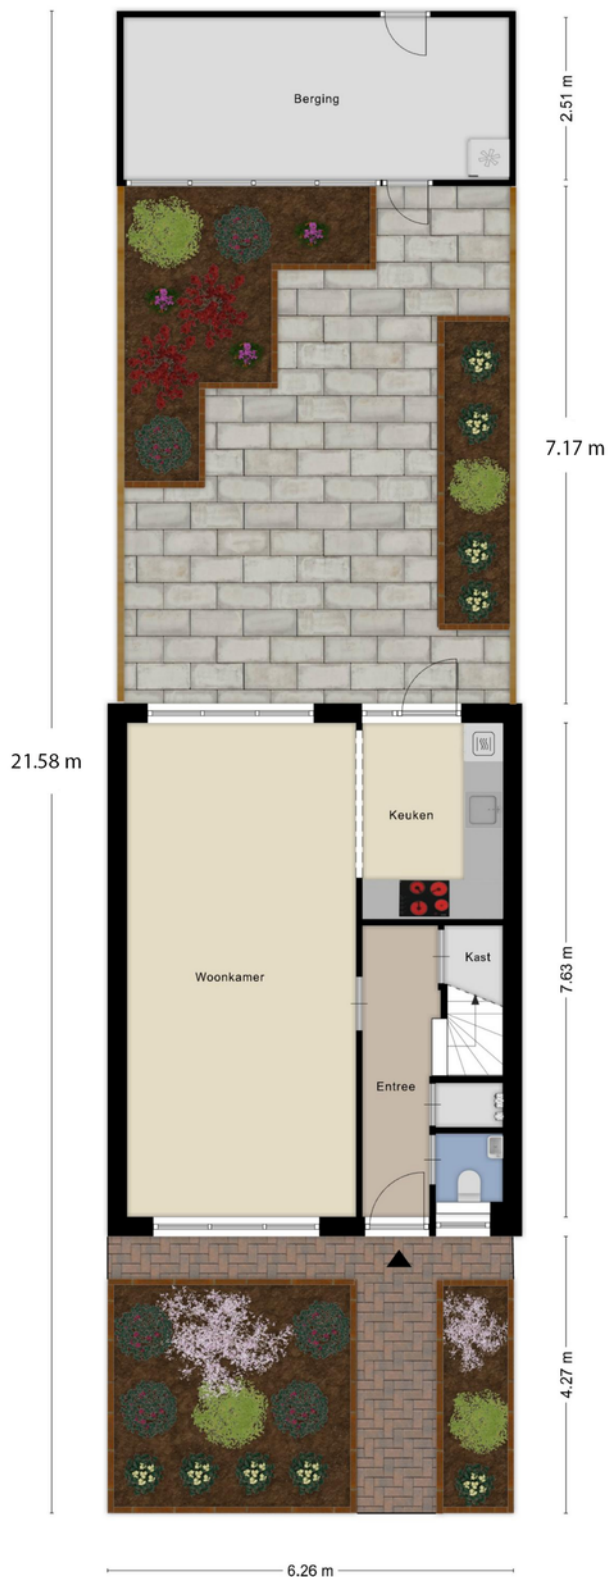 Berging
2.51 m
7.17 m
21.58 m
Keuken
Woonkamer
Kast
7.63 m
Entree
4.27 m
6.26 m